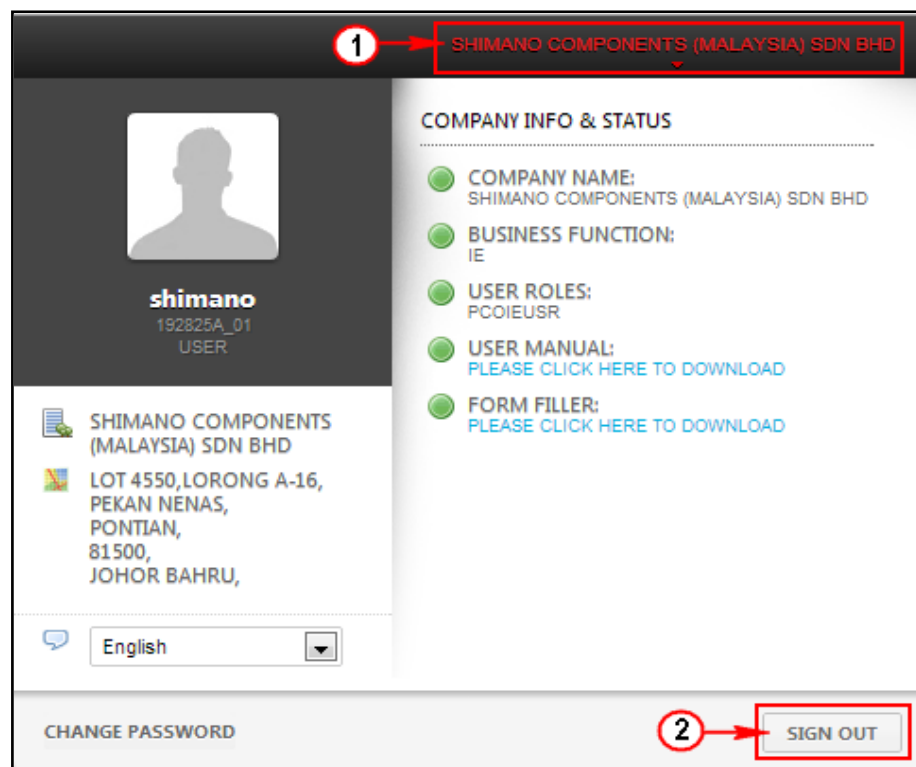 1
SHIMANO COMPONENTS (MALAYSIA) SDN BHD
shimano
192825A_01
USER
SHIMANO COMPONENTS
(MALAYSIA) SDN BHD
LOT 4550,LORONG A-16,
PEKAN NENAS,
PONTIAN,
81500,
JOHOR BAHRU,
English
COMPANY INFO & STATUS
COMPANY NAME:
SHIMANO COMPONENTS (MALAYSIA) SDN BHD
BUSINESS FUNCTION:
IE
USER ROLES:
PCOIEUSR
USER MANUAL:
PLEASE CLICK HERE TO DOWNLOAD
FORM FILLER:
PLEASE CLICK HERE TO DOWNLOAD
CHANGE PASSWORD
2
SIGN OUT